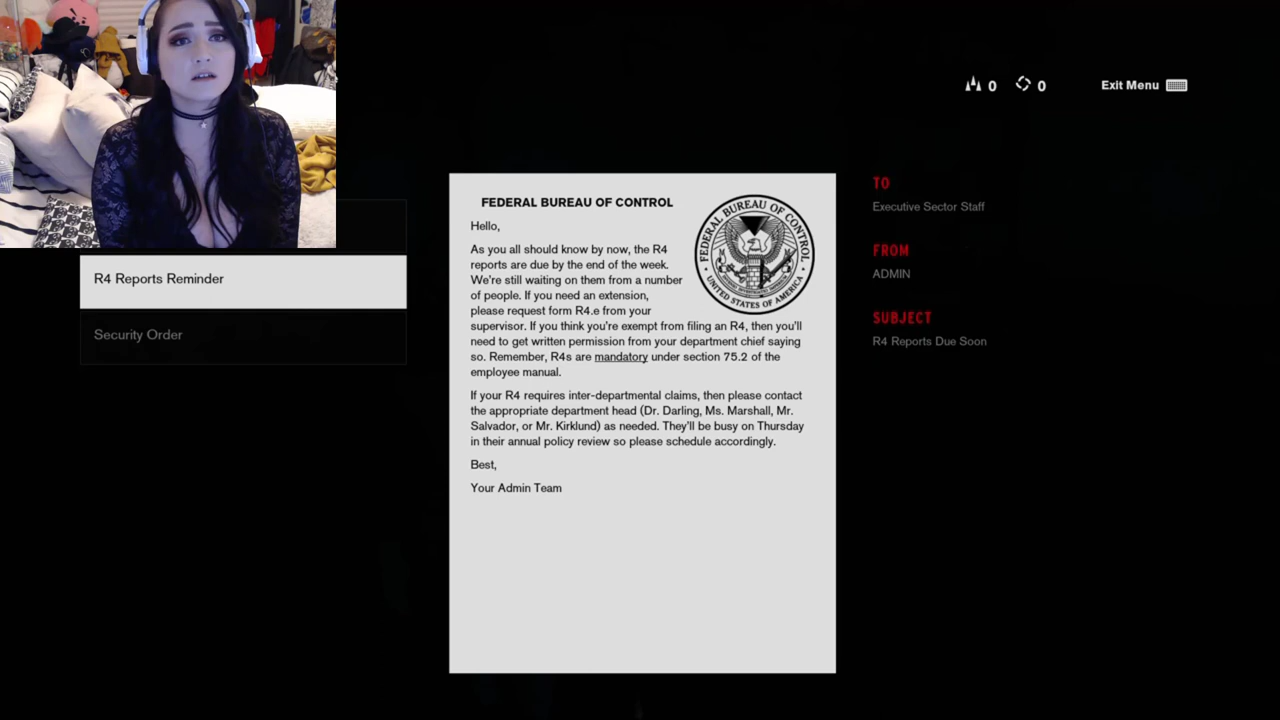 0 0 Exit Menu
R4 Reports Reminder
Security Order
FEDERAL BUREAU OF CONTROL
Hello,
As you all should know by now, the R4
reports are due by the end of the week.
We're still waiting on them from a number
of people. If you need an extension,
please request form R4.e from your
supervisor. If you think you're exempt from filing an R4, then you'll
need to get written permission from your department chief saying
so. Remember, R4s are mandatory under section 75.2 of the
employee manual.
If your R4 requires inter-departmental claims, then please contact
the appropriate department head (Dr. Darling, Ms. Marshall, Mr.
Salvador, or Mr. Kirklund) as needed. They'll be busy on Thursday
in their annual policy review so please schedule accordingly.
Best,
Your Admin Team
FEDERAL BUREAU OF CONTROL
UNITED STATES OF AMERICA
TO
Executive Sector Staff
FROM
ADMIN
SUBJECT
R4 Reports Due Soon